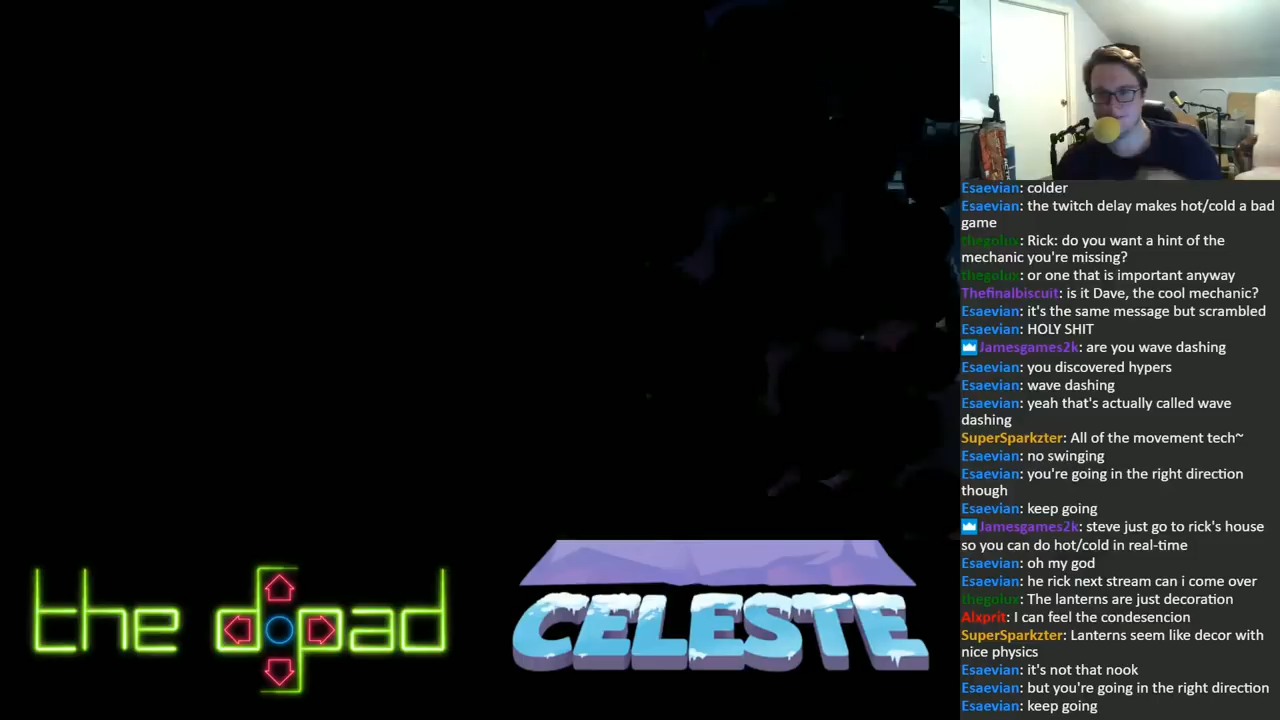 Esaevian: colder
Esaevian: the twitch delay makes hot/cold a bad
game
thegolux: Rick: do you want a hint of the
mechanic you're missing?
thegolux: or one that is important anyway
Thefinalbiscuit: is it Dave, the cool mechanic?
Esaevian: it's the same message but scrambled
Esaevian: HOLY SHIT
Jamesgames2k: are you wave dashing
Esaevian: you discovered hypers
Esaevian: wave dashing
Esaevian: yeah that's actually called wave
dashing
SuperSparkzter: All of the movement tech~
Esaevian: no swinging
Esaevian: you're going in the right direction
though
Esaevian: keep going
Jamesgames2k: steve just go to rick's house
so you can do hot/cold in real-time
Esaevian: oh my god
Esaevian: he rick next stream can i come over
thegolux: The lanterns are just decoration
Alxprit: I can feel the condesencion
SuperSparkzter: Lanterns seem like decor with
nice physics
Esaevian: it's not that nook
Esaevian: but you're going in the right direction
Esaevian: keep going
the dpad
CELESTE